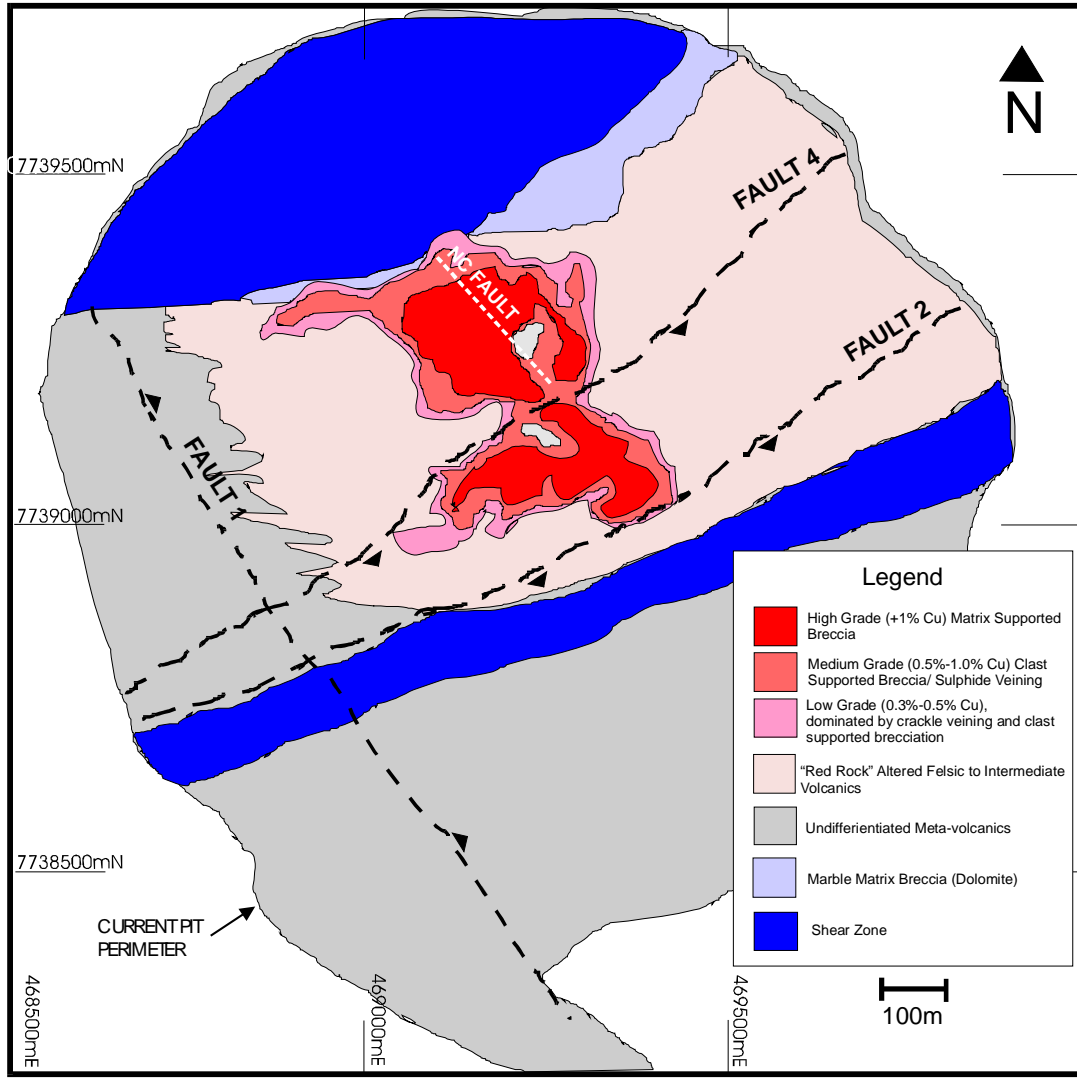 N
7739500mN
FAULT 4
NC FAULT
FAULT 2
FAULT 1
7739000mN
Legend
High Grade (+1% Cu) Matrix Supported
Breccia
Medium Grade (0.5%-1.0% Cu) Clast
Supported Breccia/ Sulphide Veining
Low Grade (0.3%-0.5% Cu),
dominated by crackle veining and clast
supported brecciation
“Red Rock” Altered Felsic to Intermediate
Volcanics
Undifferientiated Meta-volcanics
Marble Matrix Breccia (Dolomite)
Shear Zone
7738500mN
CURRENT PIT
PERIMETER
468500mE
469000mE
469500mE
100m